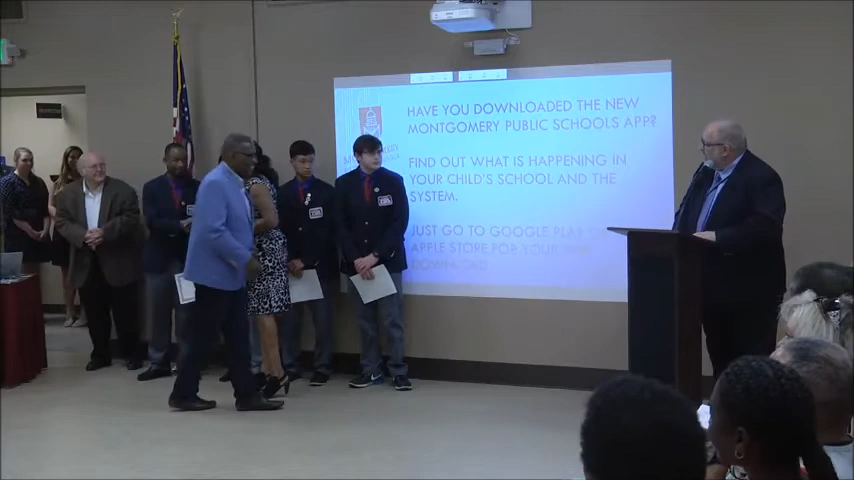 HAVE YOU DOWNLOADED THE NEW
MONTGOMERY PUBLIC SCHOOLS APP?
FIND OUT WHAT IS HAPPENING IN
YOUR CHILD'S SCHOOL AND THE
SYSTEM.
JUST GO TO GOOGLE PLAY OR
APPLE STORE FOR YOUR
DOWNLOAD